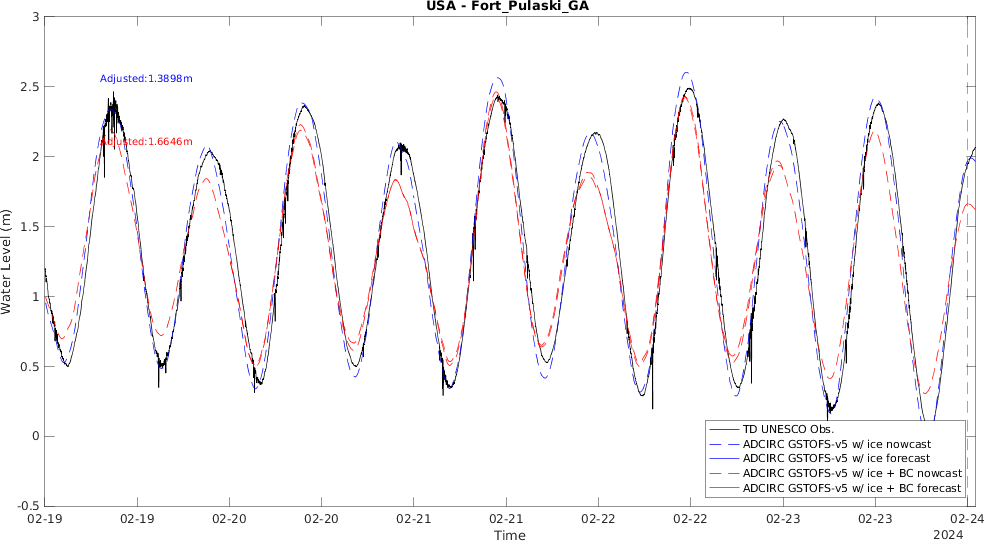 USA - Fort_Pulaski_GA
3
2.5
2
1.5
1
0.5
0
-0.5
Water Level (m)
Adjusted:1.3898m
Adjusted:1.6646m
TD UNESCO Obs.
ADCIRC GSTOFS-v5 w/ ice nowcast
ADCIRC GSTOFS-v5 w/ ice forecast
ADCIRC GSTOFS-v5 w/ ice + BC nowcast
ADCIRC GSTOFS-v5 w/ ice + BC forecast
02-19 02-19 02-20 02-20 02-21 02-21 02-22 02-22 02-23 02-23 02-24
Time
2024